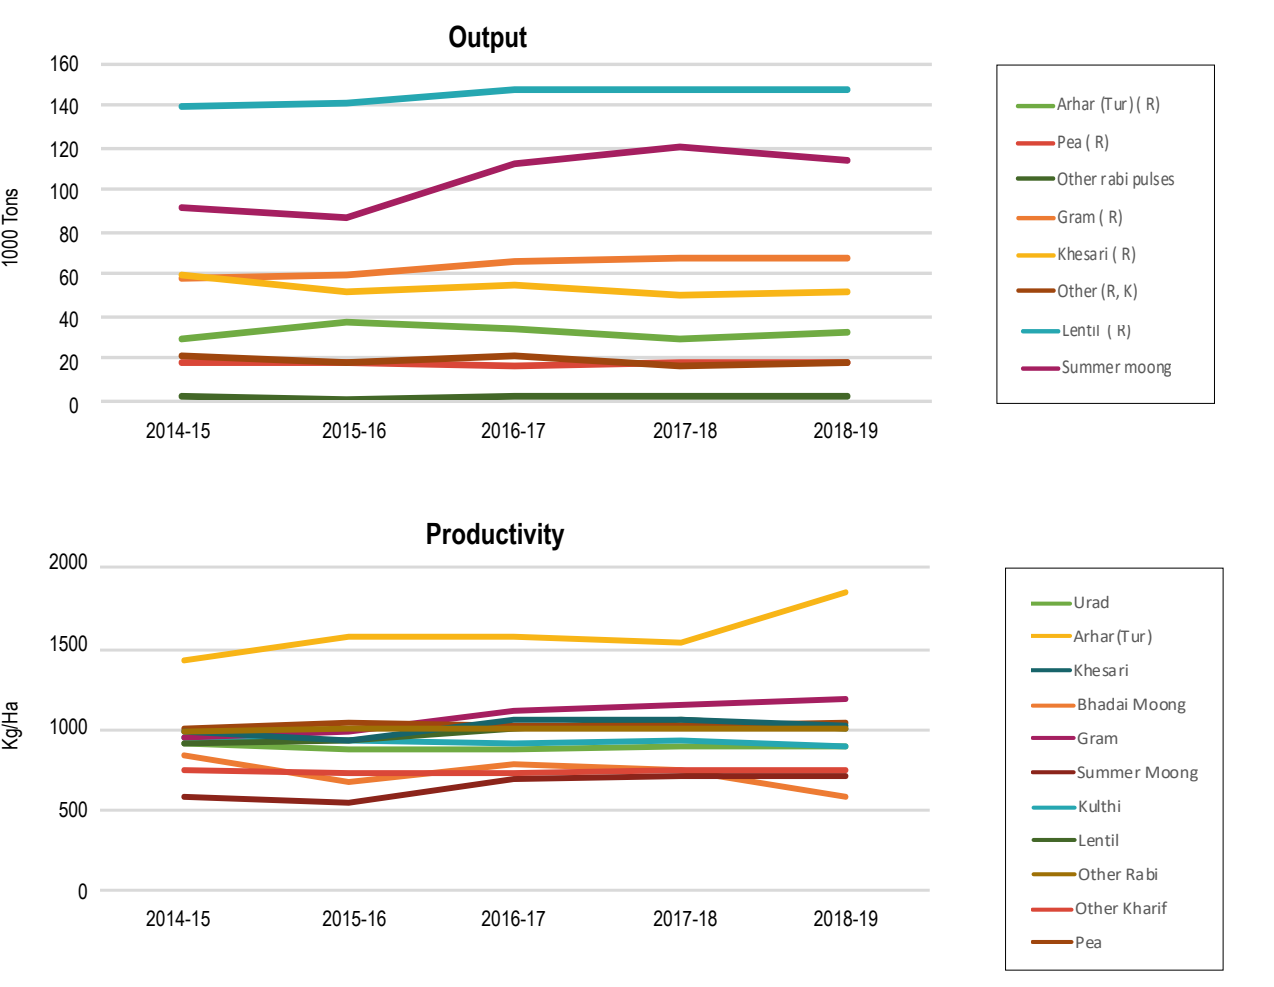 Output
160
140
120
100
80
60
40
20
0
1000 Tons
2014-15 2015-16 2016-17 2017-18 2018-19
Arhar (Tur) ( R)
Pea ( R)
Other rabi pulses
Gram ( R)
Khesari ( R)
Other (R, K)
Lentil ( R)
Summer moong
Productivity
2000
1500
1000
500
0
Kg/Ha
2014-15 2015-16 2016-17 2017-18 2018-19
Urad
Arhar (Tur)
Khesari
Bhadai Moong
Gram
Summer Moong
Kulthi
Lentil
Other Rabi
Other Kharif
Pea